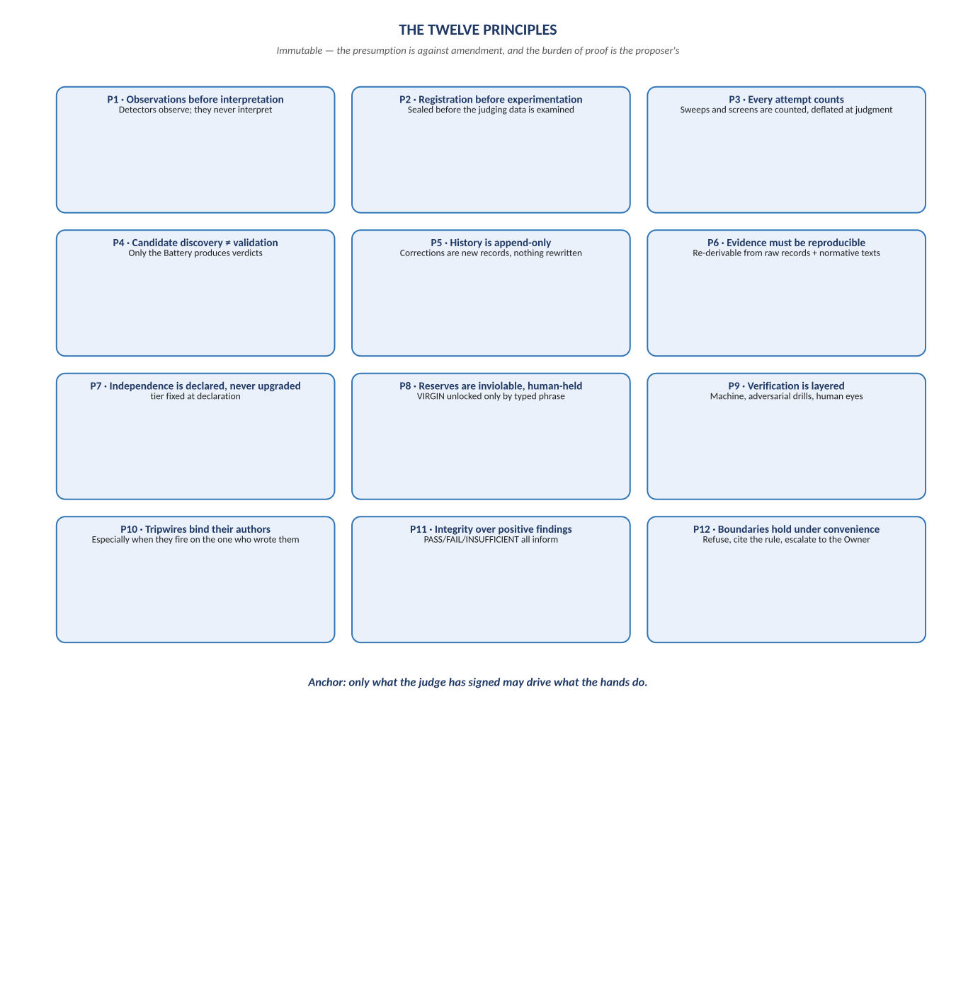 THE TWELVE PRINCIPLES
Immutable — the presumption is against amendment, and the burden of proof is the proposer's
P1 · Observations before interpretation
Detectors observe; they never interpret
P2 · Registration before experimentation
Sealed before the judging data is examined
P3 · Every attempt counts
Sweeps and screens are counted, deflated at judgment
P4 · Candidate discovery ≠ validation
Only the Battery produces verdicts
P5 · History is append-only
Corrections are new records, nothing rewritten
P6 · Evidence must be reproducible
Re-derivable from raw records + normative texts
P7 · Independence is declared, never upgraded
tier fixed at declaration
P8 · Reserves are inviolable, human-held
VIRGIN unlocked only by typed phrase
P9 · Verification is layered
Machine, adversarial drills, human eyes
P10 · Tripwires bind their authors
Especially when they fire on the one who wrote them
P11 · Integrity over positive findings
PASS/FAIL/INSUFFICIENT all inform
P12 · Boundaries hold under convenience
Refuse, cite the rule, escalate to the Owner
Anchor: only what the judge has signed may drive what the hands do.